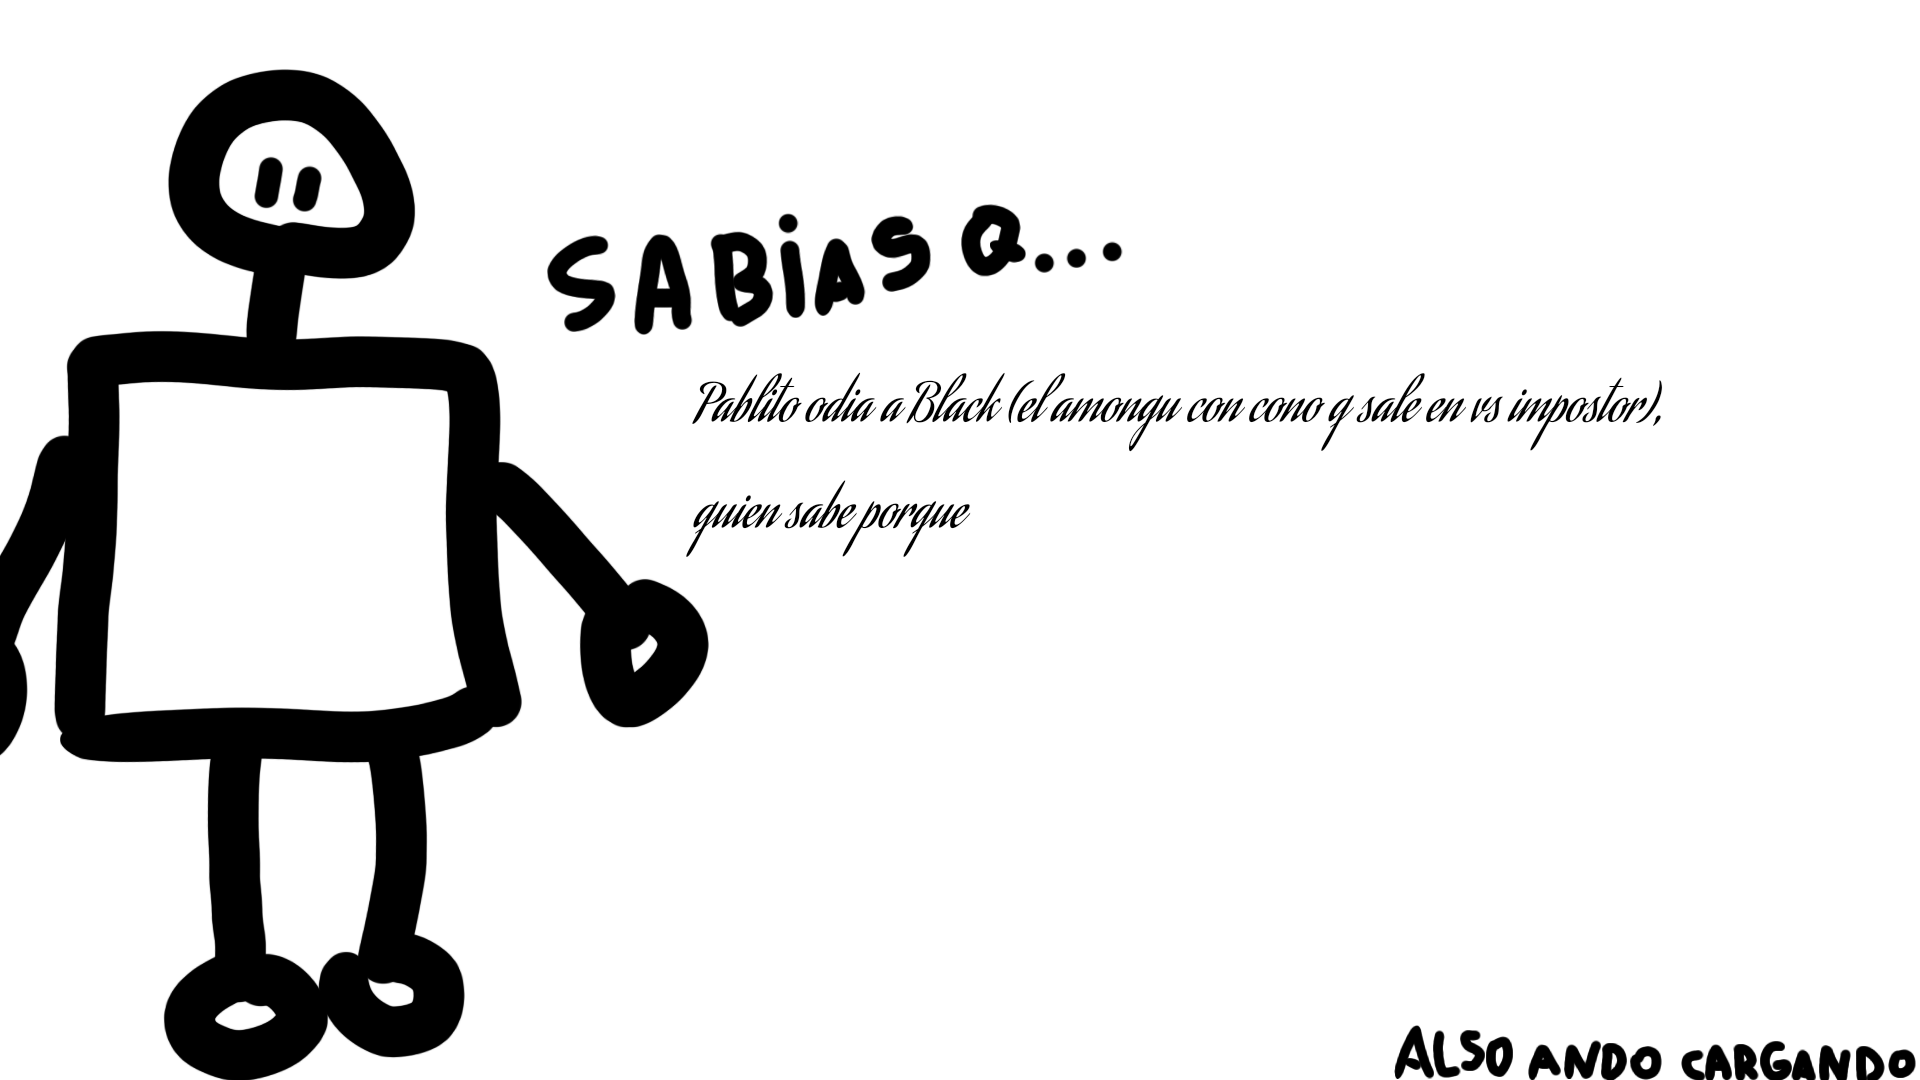 SABiAS Q...
Pablito odia a Black (el amongu con cono q sale en vs impostor),
quien sabe porque
ALSO ANDO CARGANDO